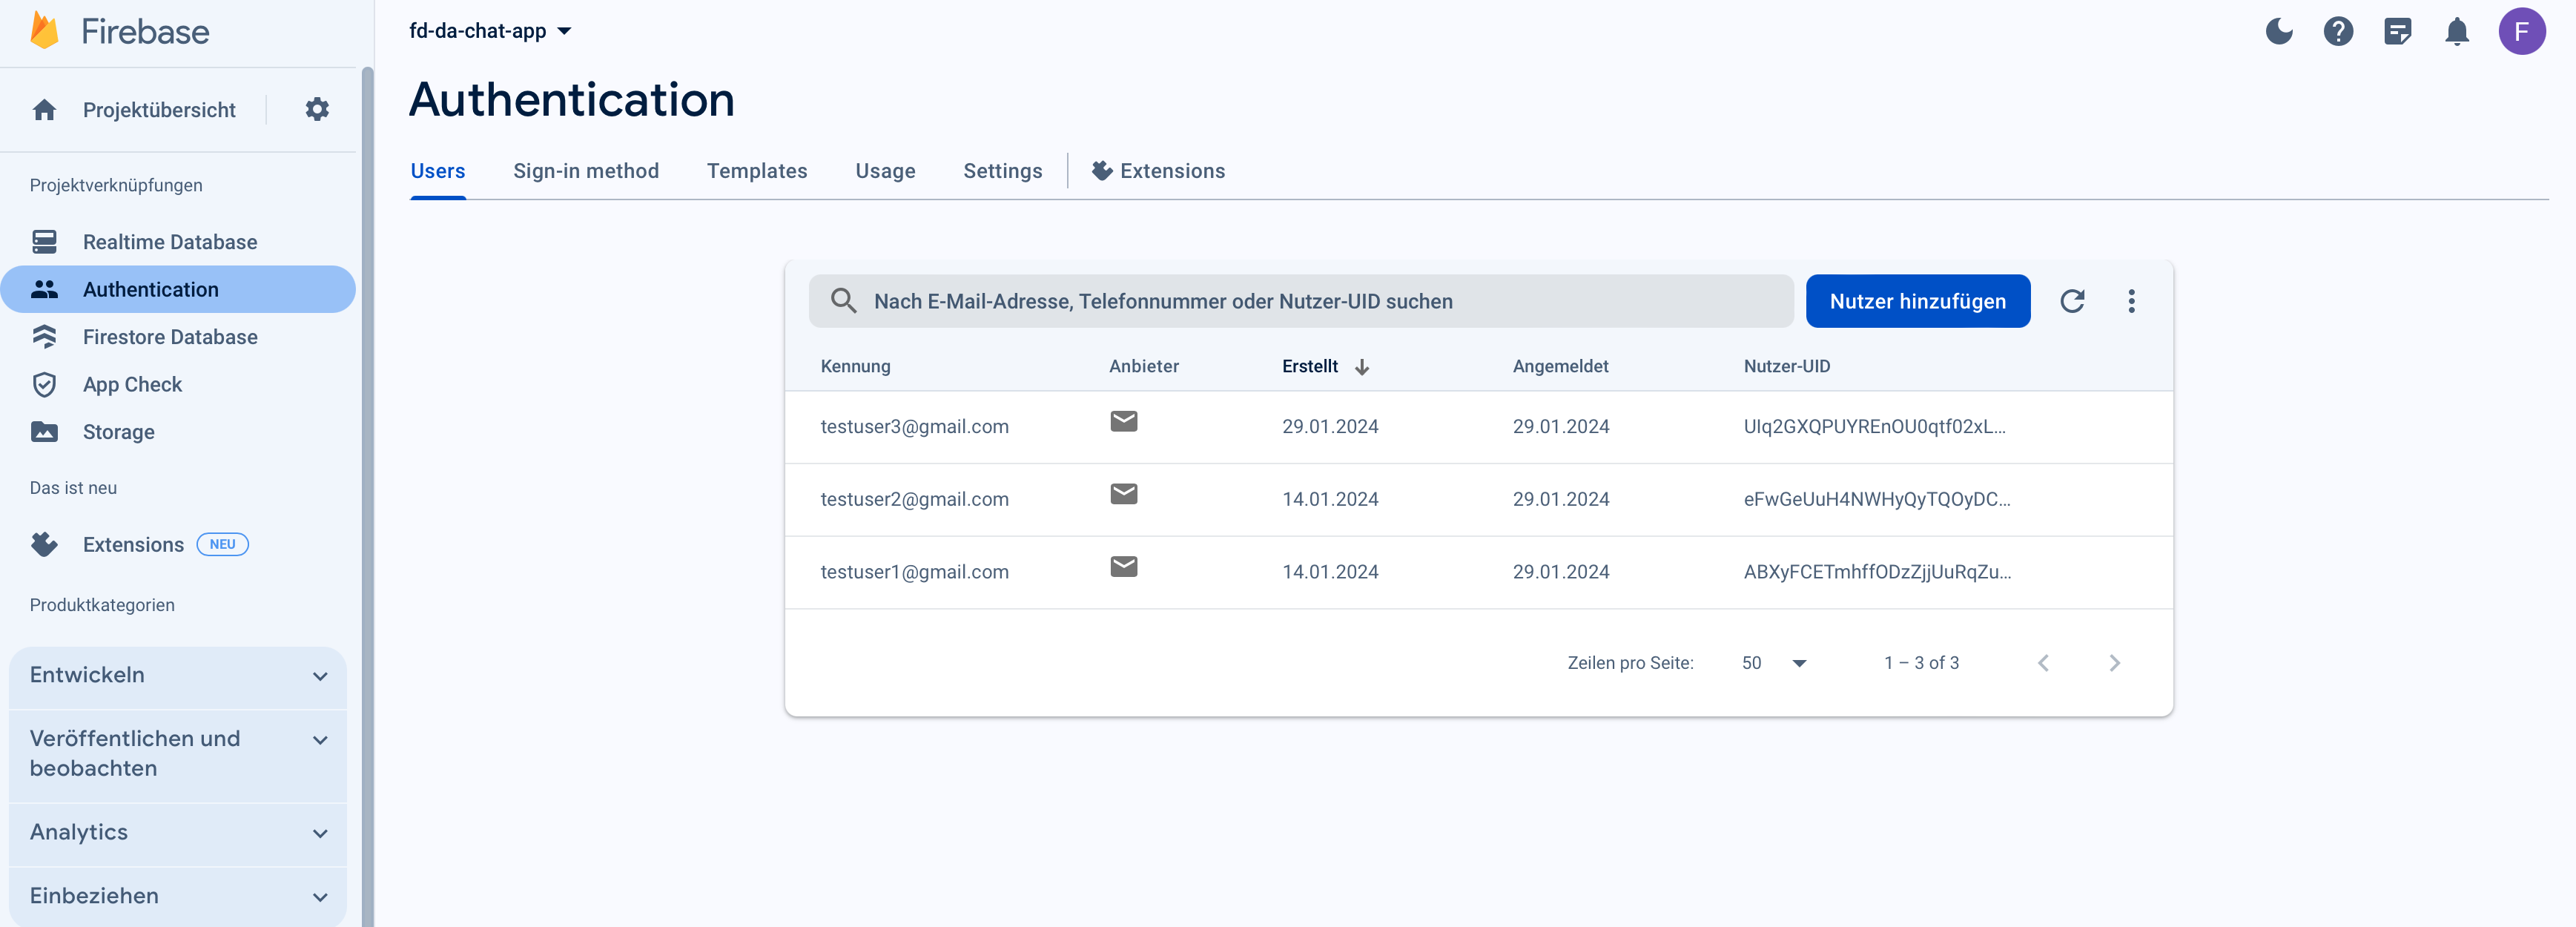 Firebase
fd-da-chat-app
F
Projektübersicht
Authentication
Projektverknüpfungen
Users Sign-in method Templates Usage Settings Extensions
Realtime Database
Authentication
Firestore Database
App Check
Storage
Das ist neu
Extensions NEU
Produktkategorien
Entwickeln
Veröffentlichen und
beobachten
Analytics
Einbeziehen
Nach E-Mail-Adresse, Telefonnummer oder Nutzer-UID suchen Nutzer hinzufügen
Kennung Anbieter Erstellt Angemeldet Nutzer-UID
testuser3@gmail.com 29.01.2024 29.01.2024 UIq2GXQPUYREnOU0qtf02xL...
testuser2@gmail.com 14.01.2024 29.01.2024 eFwGeUuH4NWHyQyTQOyDC...
testuser1@gmail.com 14.01.2024 29.01.2024 ABXyFCETmhffODzZjjUuRqZu...
Zeilen pro Seite: 50 1 – 3 of 3